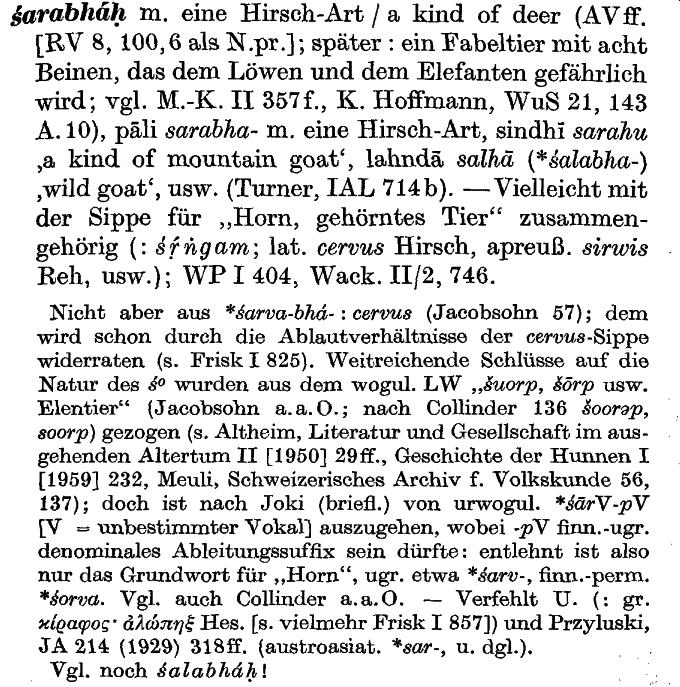 śarabháḥ m. eine Hirsch-Art / a kind of deer (AVff.
[RV 8, 100,6 als N.pr.]; später : ein Fabeltier mit acht
Beinen, das dem Löwen und dem Elefanten gefährlich
wird; vgl. M.-K. II 357f., K. Hoffmann, WuS 21, 143
A. 10), pāli sarabha- m. eine Hirsch-Art, sindhī sarahu
‚a kind of mountain goat‘, lahndā salhā (*śalabha-)
‚wild goat‘, usw. (Turner, IAL 714b). — Vielleicht mit
der Sippe für „Horn, gehörntes Tier“ zusammen-
gehörig (: śŕ̥ṅgam; lat. cervus Hirsch, apreuß. sirwis
Reh, usw.); WP I 404, Wack. II/2, 746.
Nicht aber aus *śarva-bhá- : cervus (Jacobsohn 57); dem
wird schon durch die Ablautverhältnisse der cervus-Sippe
widerraten (s. Frisk I 825). Weitreichende Schlüsse auf die
Natur des ś° wurden aus dem wogul. LW „šuorp, šōrp usw.
Elentier“ (Jacobsohn a.a.O.; nach Collinder 136 šoorəp,
soorp) gezogen (s. Altheim, Literatur und Gesellschaft im aus-
gehenden Altertum II [1950] 29ff., Geschichte der Hunnen I
[1959] 232, Meuli, Schweizerisches Archiv f. Volkskunde 56,
137); doch ist nach Joki (briefl.) von urwogul. *śārV-pV
[V = unbestimmter Vokal] auszugehen, wobei -pV finn.-ugr.
denominales Ableitungssuffix sein dürfte: entlehnt ist also
nur das Grundwort für „Horn“, ugr. etwa *śarv-, finn.-perm.
*śorva. Vgl. auch Collinder a.a.O. — Verfehlt U. (: gr.
κίραφος· ἀλώπηξ Hes. [s. vielmehr Frisk I 857]) und Przyluski,
JA 214 (1929) 318ff. (austroasiat. *sar-, u. dgl.).
Vgl. noch śalabháḥ!